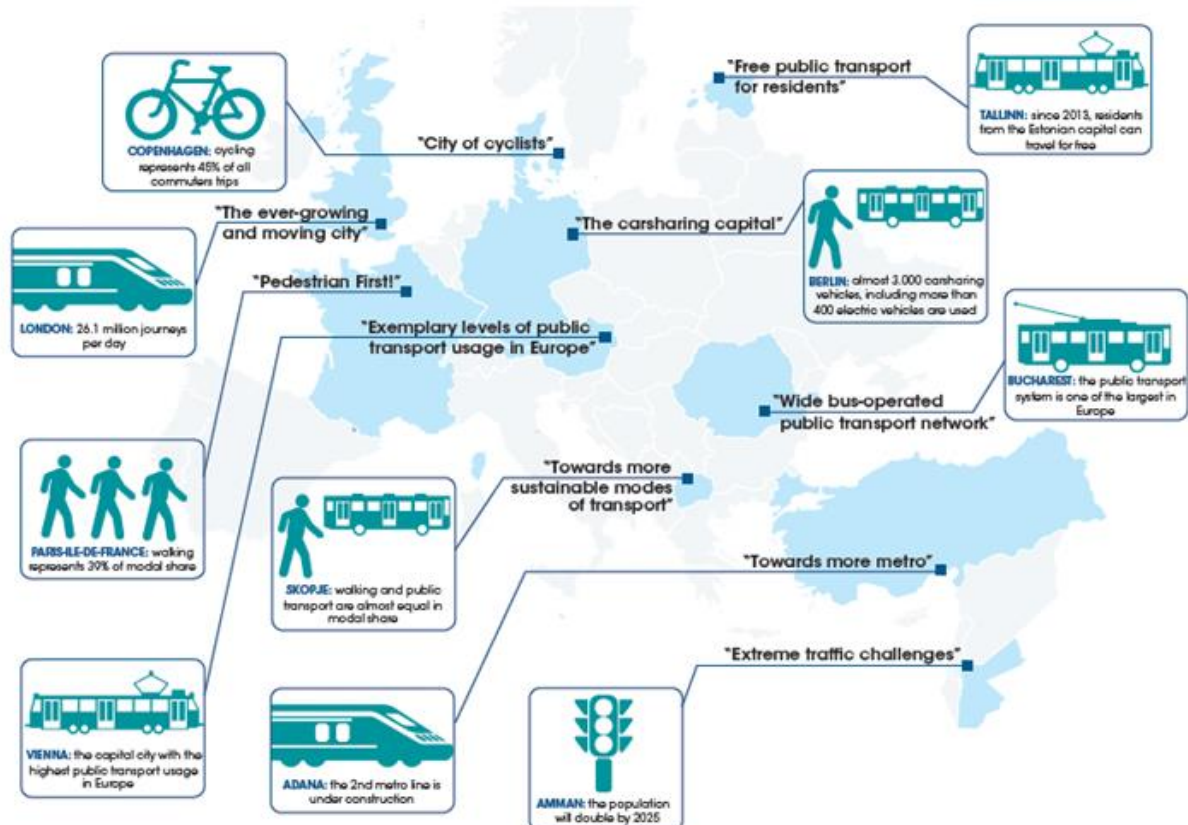 "Free public transport
for residents"
TALLINN: since 2013, residents
from the Estonian capital can
travel for free
COPENHAGEN: cycling
represents 45% of all
commuters trips
"City of cyclists"
"The ever-growing
and moving city"
"The carsharing capital"
BERLIN: almost 3.000 carsharing
vehicles, including more than
400 electric vehicles are used
LONDON: 26.1 million journeys
per day
"Pedestrian First!"
"Exemplary levels of public
transport usage in Europe"
BUCHAREST: the public transport
system is one of the largest in
Europe
"Wide bus-operated
public transport network"
PARIS-ILE-DE-FRANCE: walking
represents 39% of modal share
"Towards more
sustainable modes
of transport"
SKOPJE: walking and public
transport are almost equal in
modal share
"Towards more metro"
"Extreme traffic challenges"
VIENNA: the capital city with the
highest public transport usage
in Europe
ADANA: the 2nd metro line is
under construction
AMMAN: the population
will double by 2025